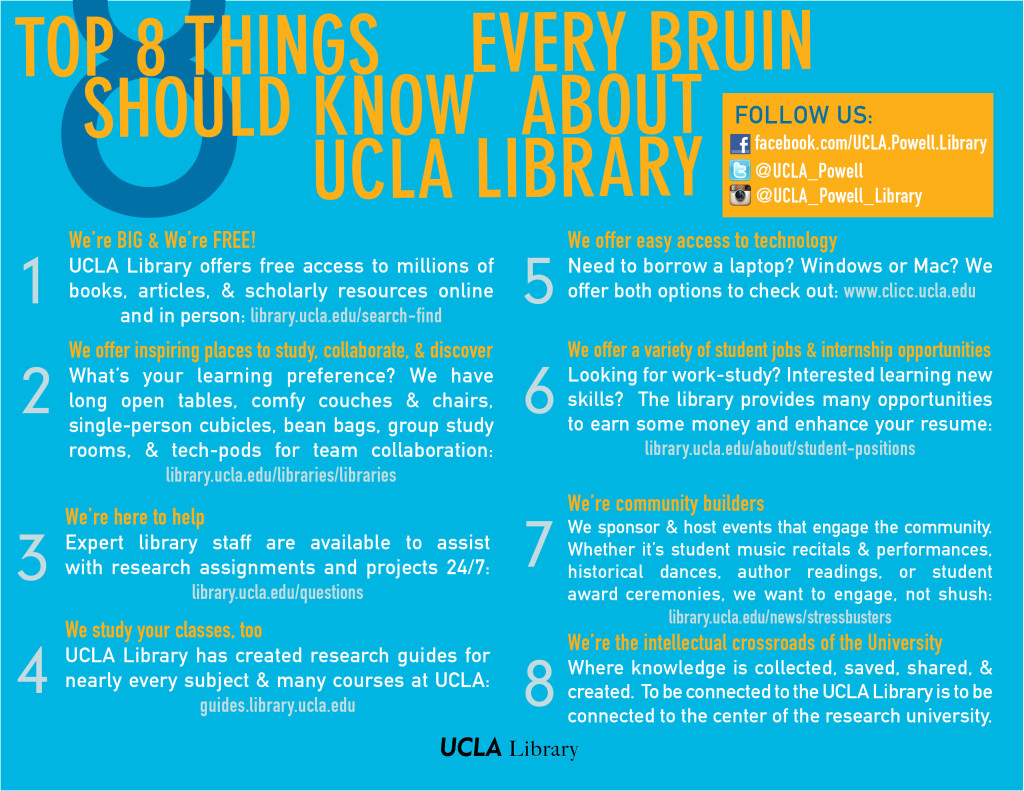 TOP 8 THINGS EVERY BRUIN
SHOULD KNOW ABOUT
UCLA LIBRARY
FOLLOW US:
facebook.com/UCLA.Powell.Library
@UCLA_Powell
@UCLA_Powell_Library
1
We're BIG & We're FREE!
UCLA Library offers free access to millions of
books, articles, & scholarly resources online
and in person: library.ucla.edu/search-find
2
We offer inspiring places to study, collaborate, & discover
What's your learning preference? We have
long open tables, comfy couches & chairs,
single-person cubicles, bean bags, group study
rooms, & tech-pods for team collaboration:
library.ucla.edu/libraries/libraries
3
We're here to help
Expert library staff are available to assist
with research assignments and projects 24/7:
library.ucla.edu/questions
4
We study your classes, too
UCLA Library has created research guides for
nearly every subject & many courses at UCLA:
guides.library.ucla.edu
5
We offer easy access to technology
Need to borrow a laptop? Windows or Mac? We
offer both options to check out: www.clicc.ucla.edu
6
We offer a variety of student jobs & internship opportunities
Looking for work-study? Interested learning new
skills? The library provides many opportunities
to earn some money and enhance your resume:
library.ucla.edu/about/student-positions
7
We're community builders
We sponsor & host events that engage the community.
Whether it's student music recitals & performances,
historical dances, author readings, or student
award ceremonies, we want to engage, not shush:
library.ucla.edu/news/stressbusters
8
We're the intellectual crossroads of the University
Where knowledge is collected, saved, shared, &
created. To be connected to the UCLA Library is to be
connected to the center of the research university.
UCLA Library